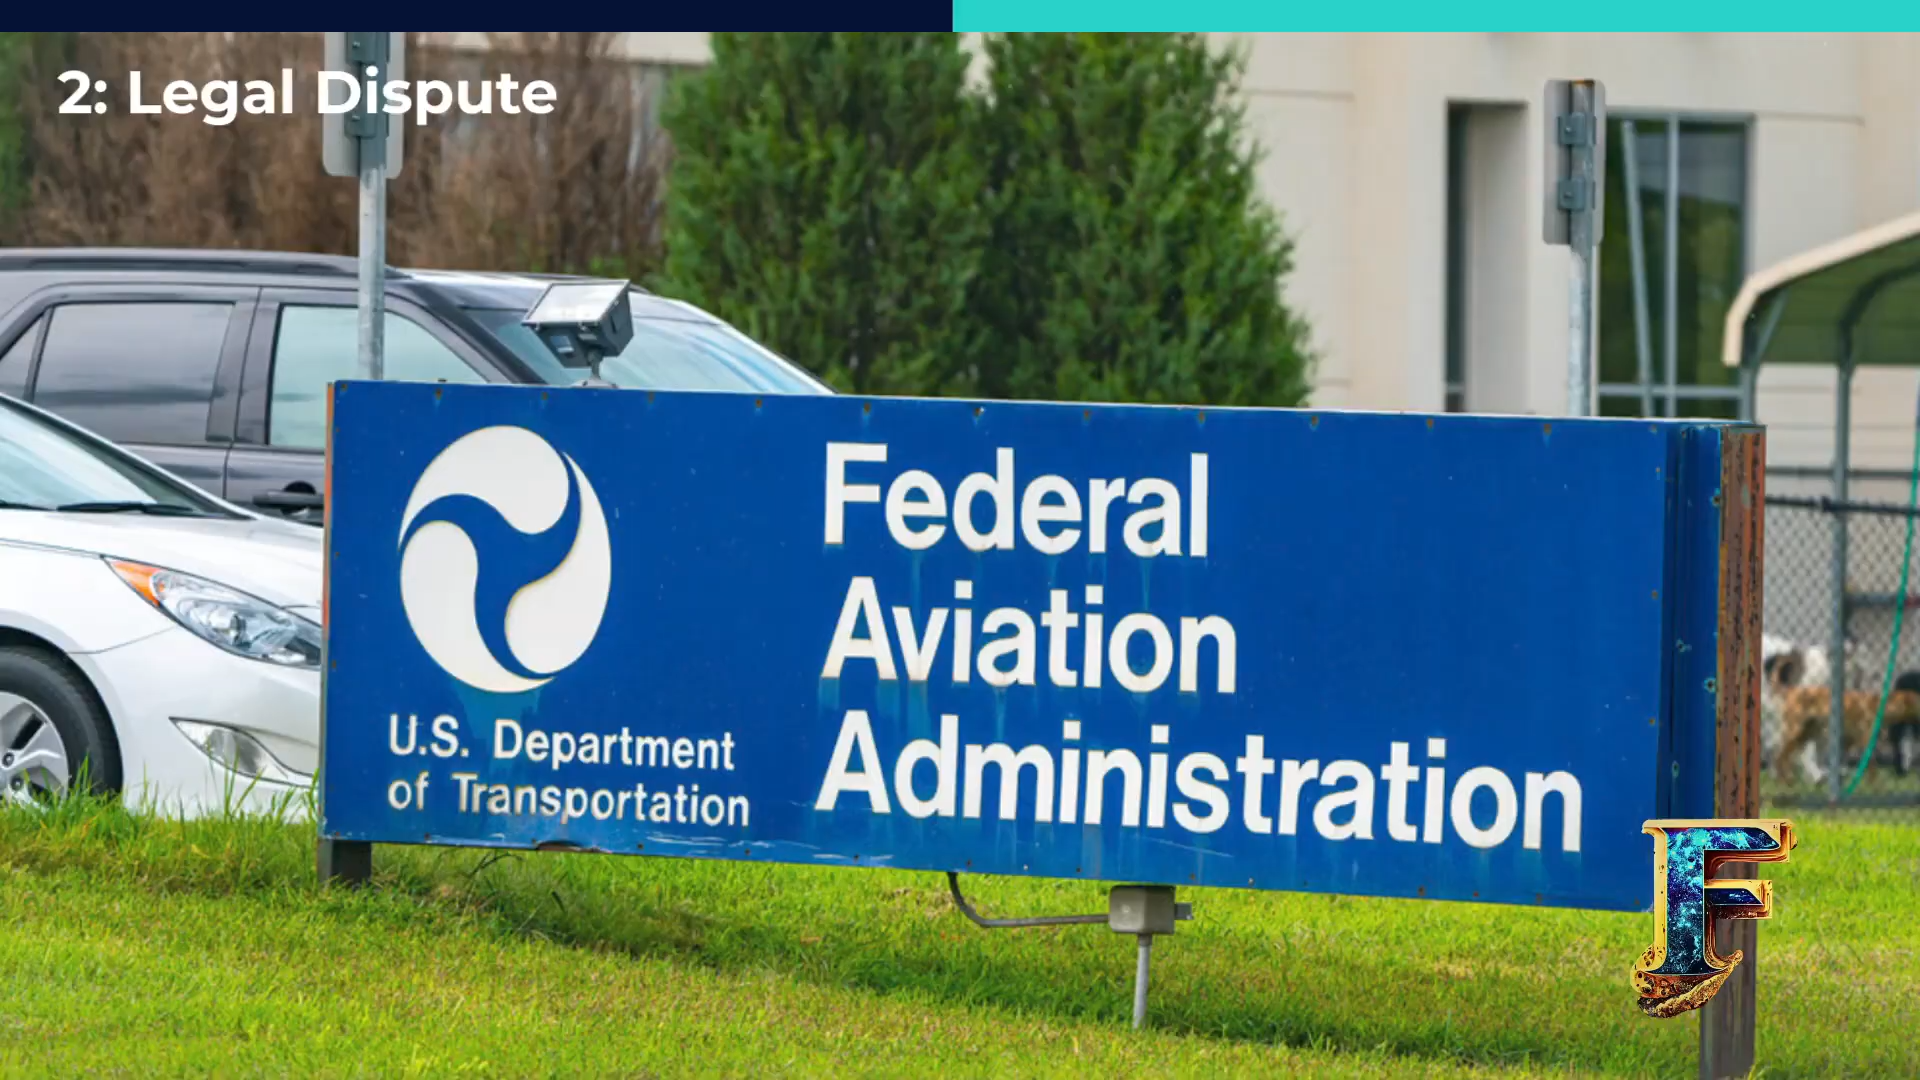 2: Legal Dispute
Federal
Aviation
Administration
U.S. Department
of Transportation
F